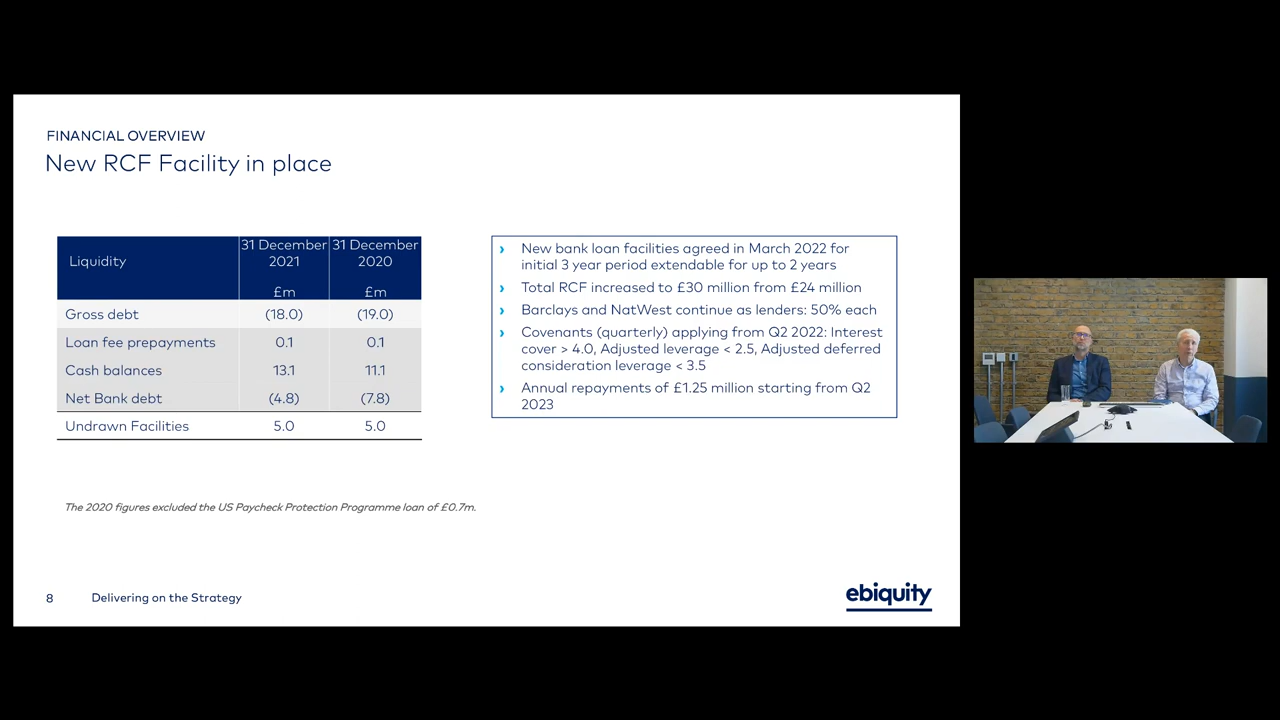 FINANCIAL OVERVIEW
New RCF Facility in place
Liquidity
31 December 2021 £m
31 December 2020 £m
Gross debt (18.0) (19.0)
Loan fee prepayments 0.1 0.1
Cash balances 13.1 11.1
Net Bank debt (4.8) (7.8)
Undrawn Facilities 5.0 5.0
› New bank loan facilities agreed in March 2022 for
initial 3 year period extendable for up to 2 years
› Total RCF increased to £30 million from £24 million
› Barclays and NatWest continue as lenders: 50% each
› Covenants (quarterly) applying from Q2 2022: Interest
cover > 4.0, Adjusted leverage < 2.5, Adjusted deferred
consideration leverage < 3.5
› Annual repayments of £1.25 million starting from Q2
2023
The 2020 figures excluded the US Paycheck Protection Programme loan of £0.7m.
8 Delivering on the Strategy
ebiquity